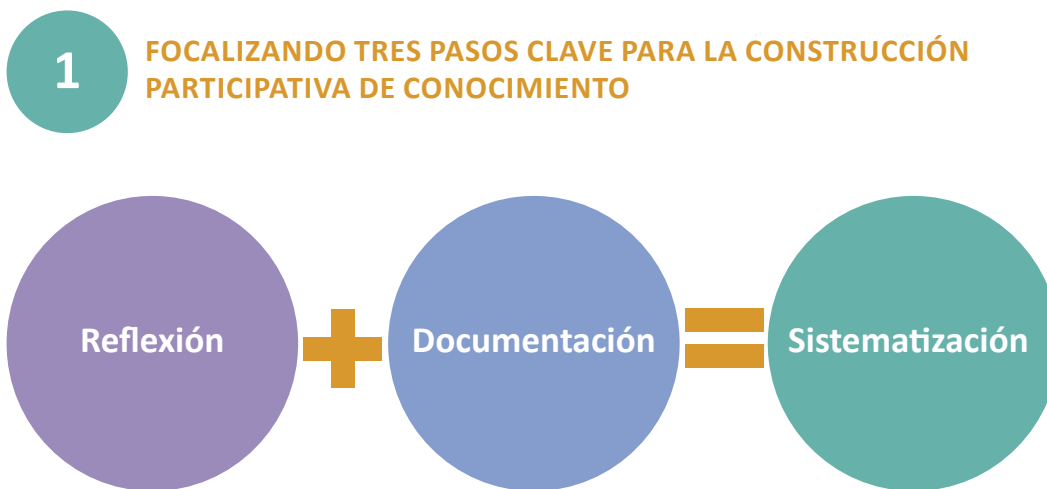 1
FOCALIZANDO TRES PASOS CLAVE PARA LA CONSTRUCCIÓN
PARTICIPATIVA DE CONOCIMIENTO
Reflexión
Documentación
Sistematización